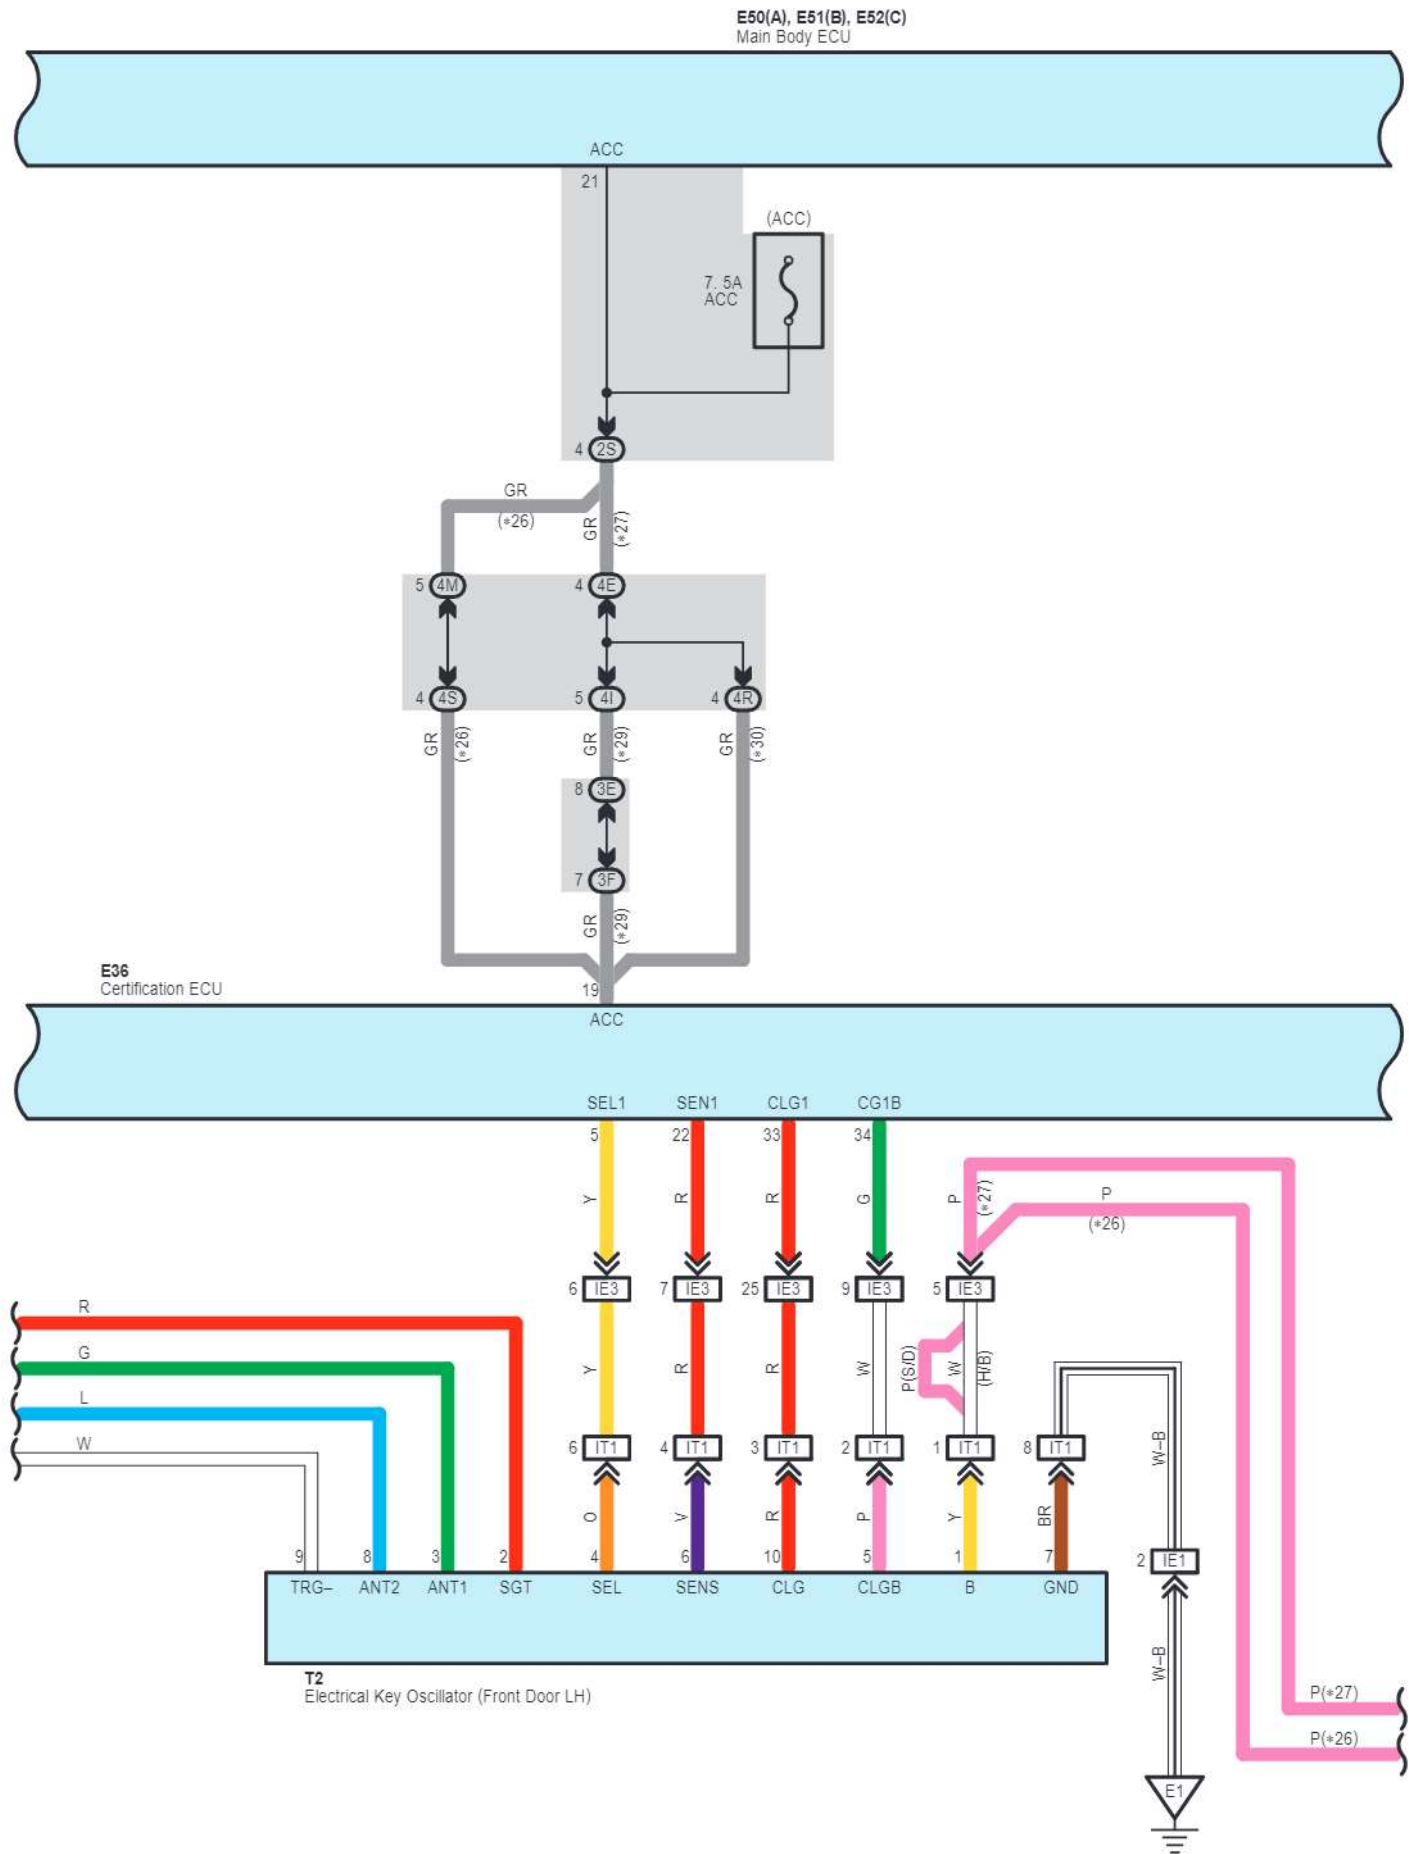 E50(A), E51(B), E52(C)
Main Body ECU
ACC
21
(ACC)
7. 5A
ACC
4 2S
GR
(*26)
GR
(*27)
5 4M
4 4E
4 4S
5 4I
4 4R
GR
(*26)
GR
(*29)
GR
(*30)
8 3E
7 3F
GR
(*29)
E36
Certification ECU
19
ACC
SEL1 SEN1 CLG1 CG1B
5 22 33 34
Y
R
R
G
P
(*27)
P
(*26)
6 IE3
7 IE3
25 IE3
9 IE3
5 IE3
R
G
L
W
Y
R
R
W
P(S/D)
W
(H/B)
6 IT1
4 IT1
3 IT1
2 IT1
1 IT1
8 IT1
W-B
O
V
R
P
Y
BR
2 IE1
9 8 3 2 4 6 10 5 1 7
TRG- ANT2 ANT1 SGT SEL SENS CLG CLGB B GND
W-B
T2
Electrical Key Oscillator (Front Door LH)
P(*27)
P(*26)
E1